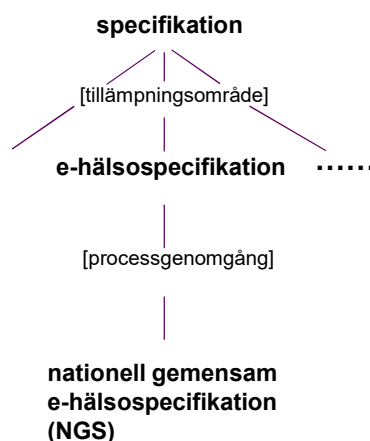 specifikation
[tillämpningsområde]
e-hälsospecifikation ......
[processgenomgång]
nationell gemensam
e-hälsospecifikation
(NGS)